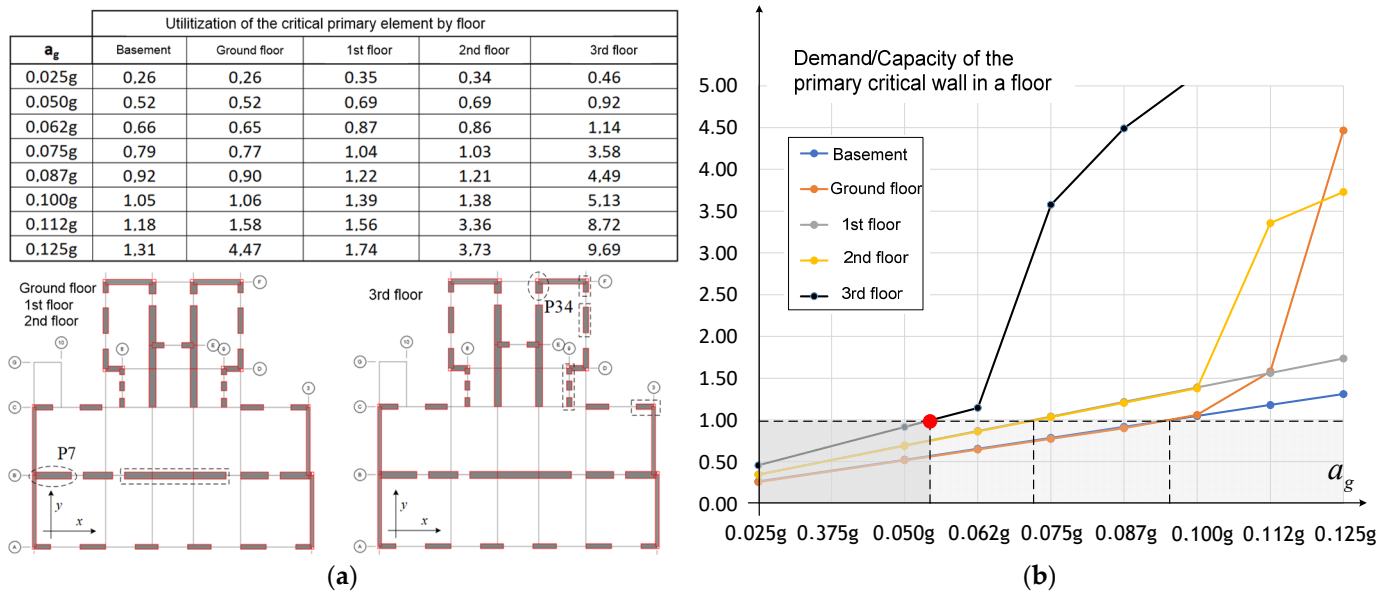 Utilitization of the critical primary element by floor
ag Basement Ground floor 1st floor 2nd floor 3rd floor
0.025g 0,26 0,26 0.35 0,34 0.46
0.050g 0,52 0,52 0,69 0,69 0,92
0.062g 0,66 0,65 0,87 0,86 1,14
0.075g 0,79 0,77 1,04 1,03 3,58
0.087g 0,92 0,90 1,22 1,21 4,49
0.100g 1,05 1,06 1,39 1,38 5,13
0.112g 1,18 1,58 1,56 3.36 8.72
0.125g 1,31 4,47 1.74 3,73 9.69
Ground floor
1st floor
2nd floor
F
10
8
E
9
G
D
3
C
P7
B
y
x
A
3rd floor
F
P34
10
8
E
9
G
D
3
C
B
y
x
A
(a)
Demand/Capacity of the
primary critical wall in a floor
5.00
4.50
4.00
3.50
3.00
2.50
2.00
1.50
1.00
0.50
0.00
Basement
Ground floor
1st floor
2nd floor
3rd floor
ag
0.025g 0.375g 0.050g 0.062g 0.075g 0.087g 0.100g 0.112g 0.125g
(b)